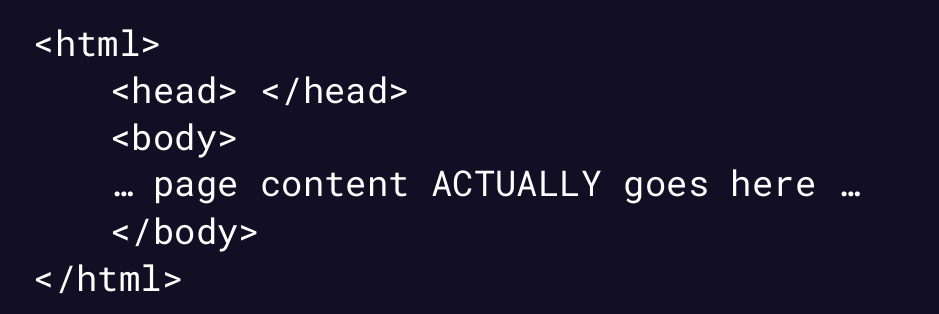 <html>
<head> </head>
<body>
… page content ACTUALLY goes here …
</body>
</html>